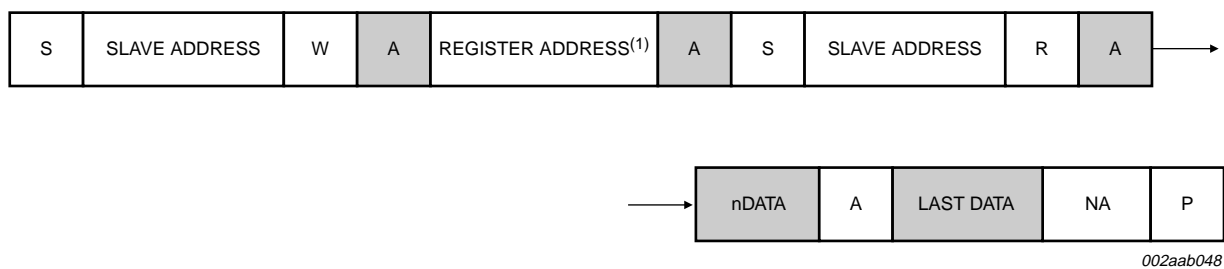 S SLAVE ADDRESS W A REGISTER ADDRESS(1) A S SLAVE ADDRESS R A
nDATA A LAST DATA NA P
002aab048